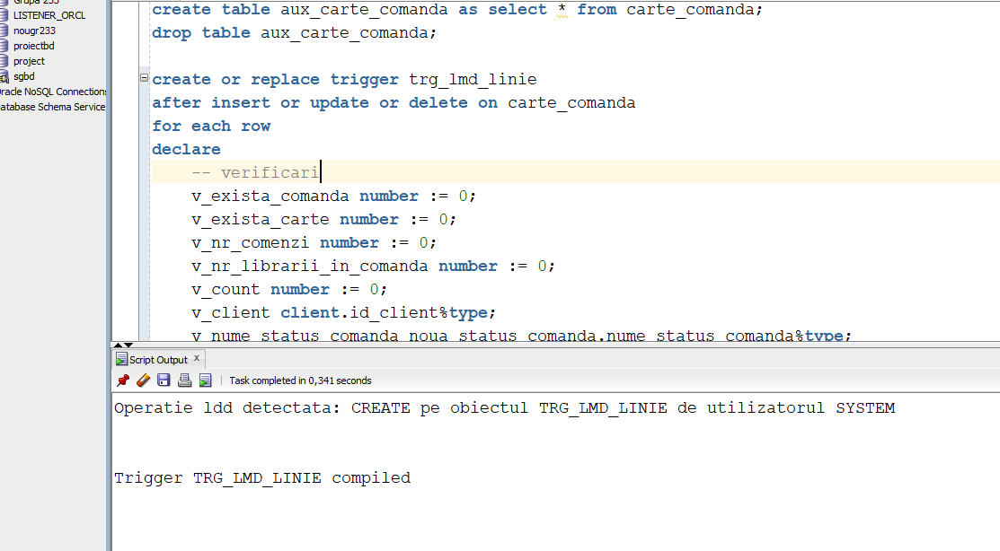 Grupa 233
LISTENER_ORCL
nougr233
proiectbd
project
sgbd
racle NoSQL Connections
atabase Schema Service
create table aux_carte_comanda as select * from carte_comanda;
drop table aux_carte_comanda;
create or replace trigger trg_lmd_linie
after insert or update or delete on carte_comanda
for each row
declare
-- verificari
v_exista_comanda number := 0;
v_exista_carte number := 0;
v_nr_comenzi number := 0;
v_nr_librarii_in_comanda number := 0;
v_count number := 0;
v_client client.id_client%type;
v_nume_status_comanda_noua status_comanda.nume_status_comanda%type;
Script Output x
Task completed in 0,341 seconds
Operatie ldd detectata: CREATE pe obiectul TRG_LMD_LINIE de utilizatorul SYSTEM
Trigger TRG_LMD_LINIE compiled